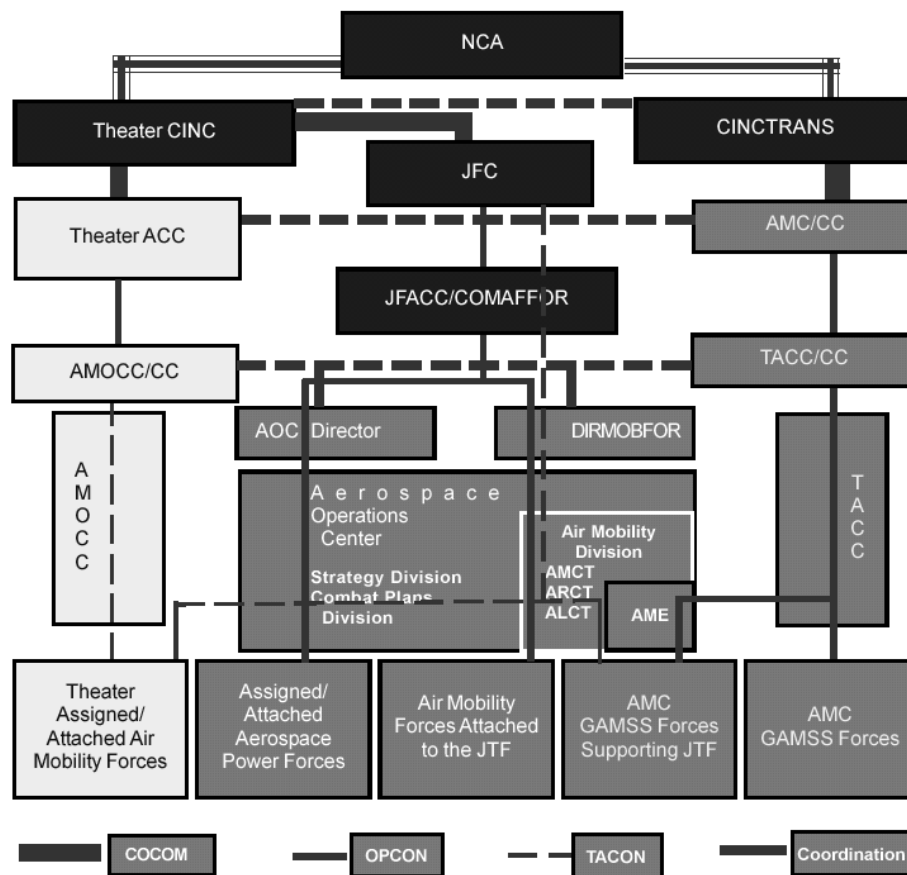 NCA
Theater CINC
CINCTRANS
JFC
Theater ACC
AMC/CC
JFACC/COMAFFOR
AMOCC/CC
TACC/CC
AOC Director
DIRMOBFOR
A
M
O
C
C
A e r o s p a c e
Operations
Center
Strategy Division
Combat Plans
Division
Air Mobility
Division
AMCT
ARCT
ALCT
AME
T
A
C
C
Theater
Assigned/
Attached Air
Mobility Forces
Assigned/
Attached
Aerospace
Power Forces
Air Mobility
Forces Attached
to the JTF
AMC
GAMSS Forces
Supporting JTF
AMC
GAMSS Forces
COCOM
OPCON
TACON
Coordination